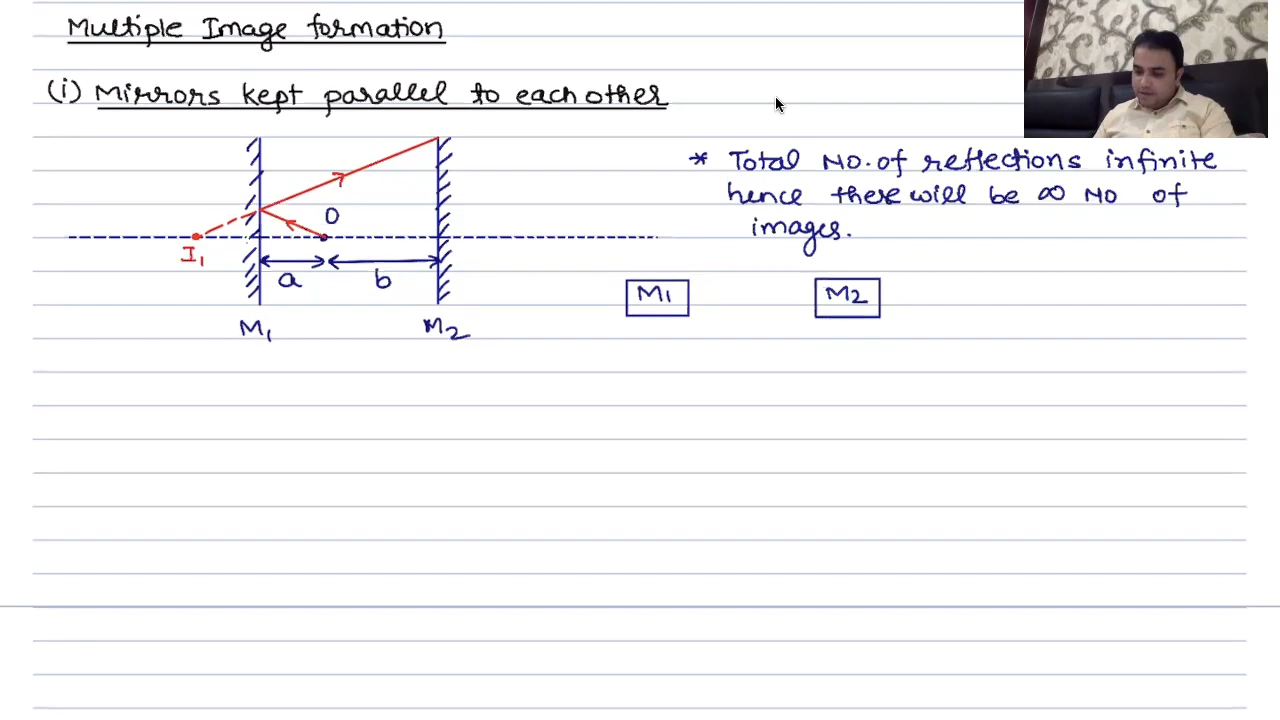 Multiple Image formation
(i) Mirrors kept parallel to each other
* Total No. of reflections infinite
hence there will be ∞ No of
images.
O
I₁
a
b
M₁
M₂
M₁
M₂